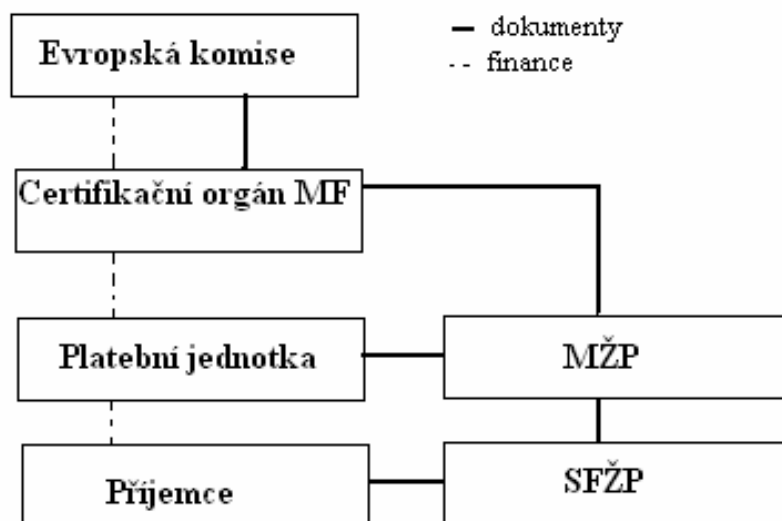 Evropská komise
dokumenty
finance
Certifikační orgán MF
Platební jednotka
MŽP
Příjemce
SFŽP